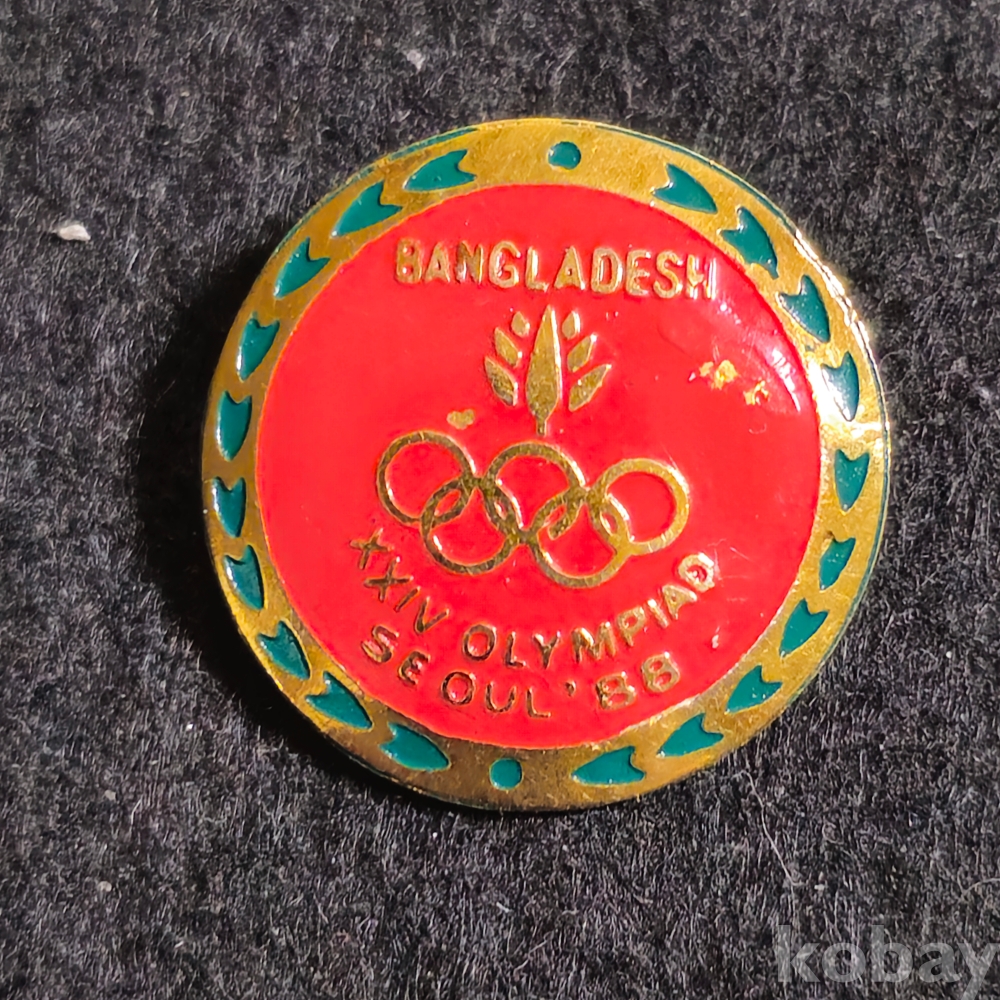 BANGLADESH
XXIV OLYMPIAD
SEOUL '88
kobay